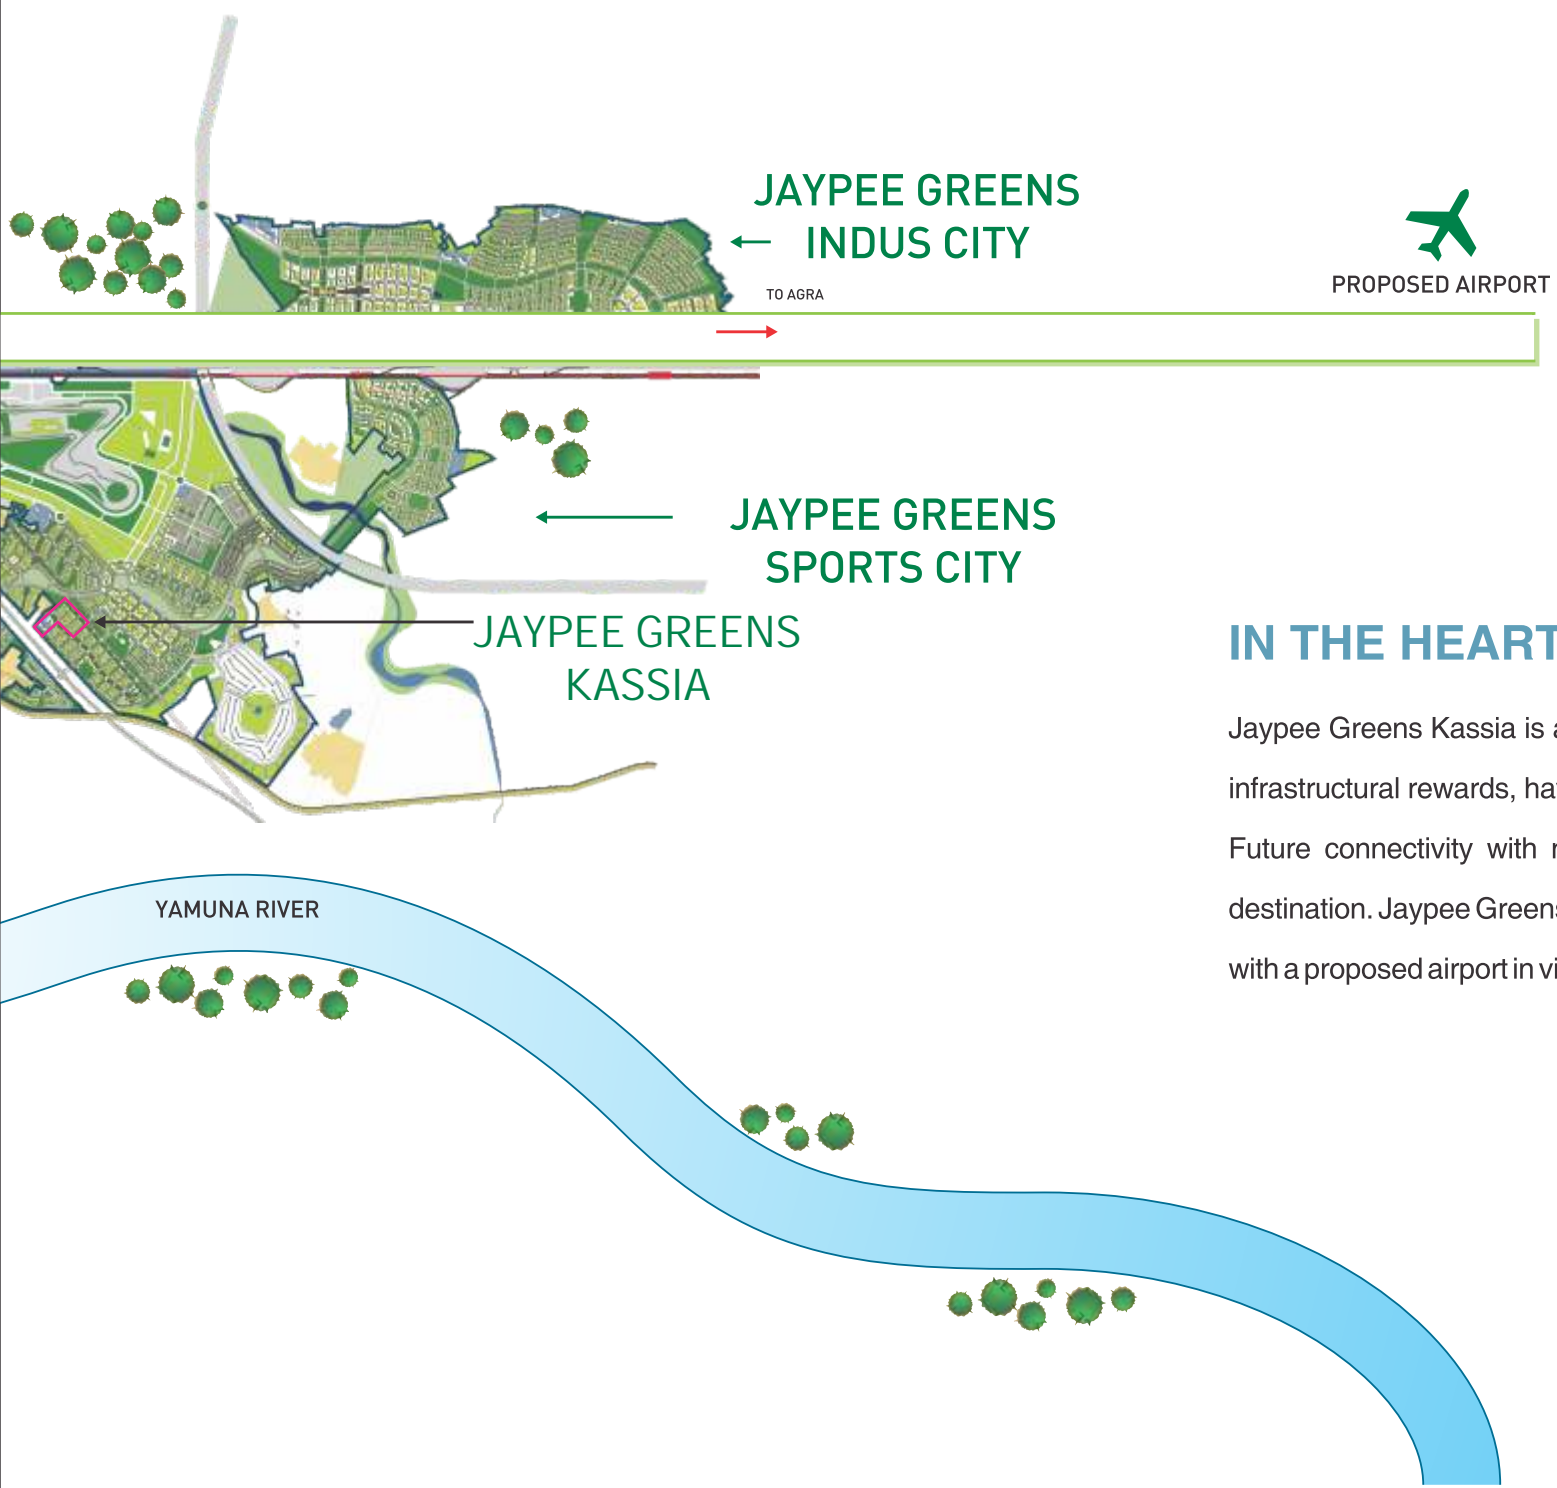 JAYPEE GREENS
INDUS CITY
PROPOSED AIRPORT
TO AGRA
JAYPEE GREENS
SPORTS CITY
JAYPEE GREENS
KASSIA
IN THE HEART
Jaypee Greens Kassia is
infrastructural rewards,
Future connectivity with
destination. Jaypee Greens
with a proposed airport in
YAMUNA RIVER